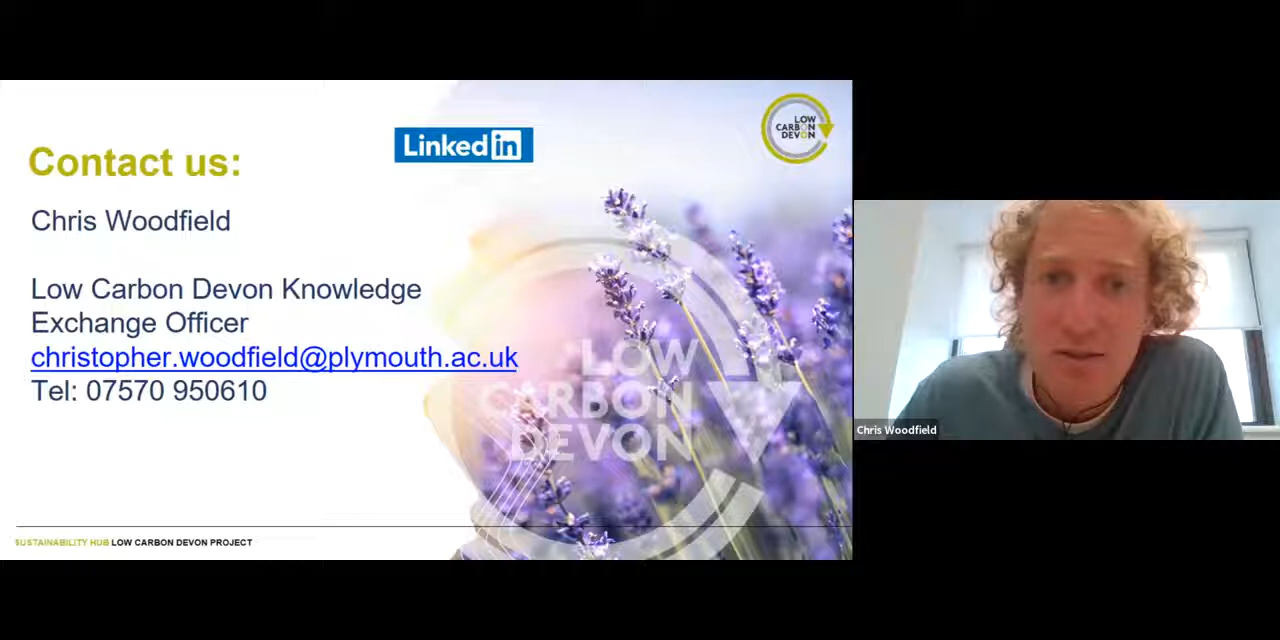 LinkedIn
LOW
CARBON
DEVON
Contact us:
Chris Woodfield
Low Carbon Devon Knowledge
Exchange Officer
christopher.woodfield@plymouth.ac.uk
Tel: 07570 950610
LOW
CARBON
DEVON
SUSTAINABILITY HUB LOW CARBON DEVON PROJECT
Chris Woodfield